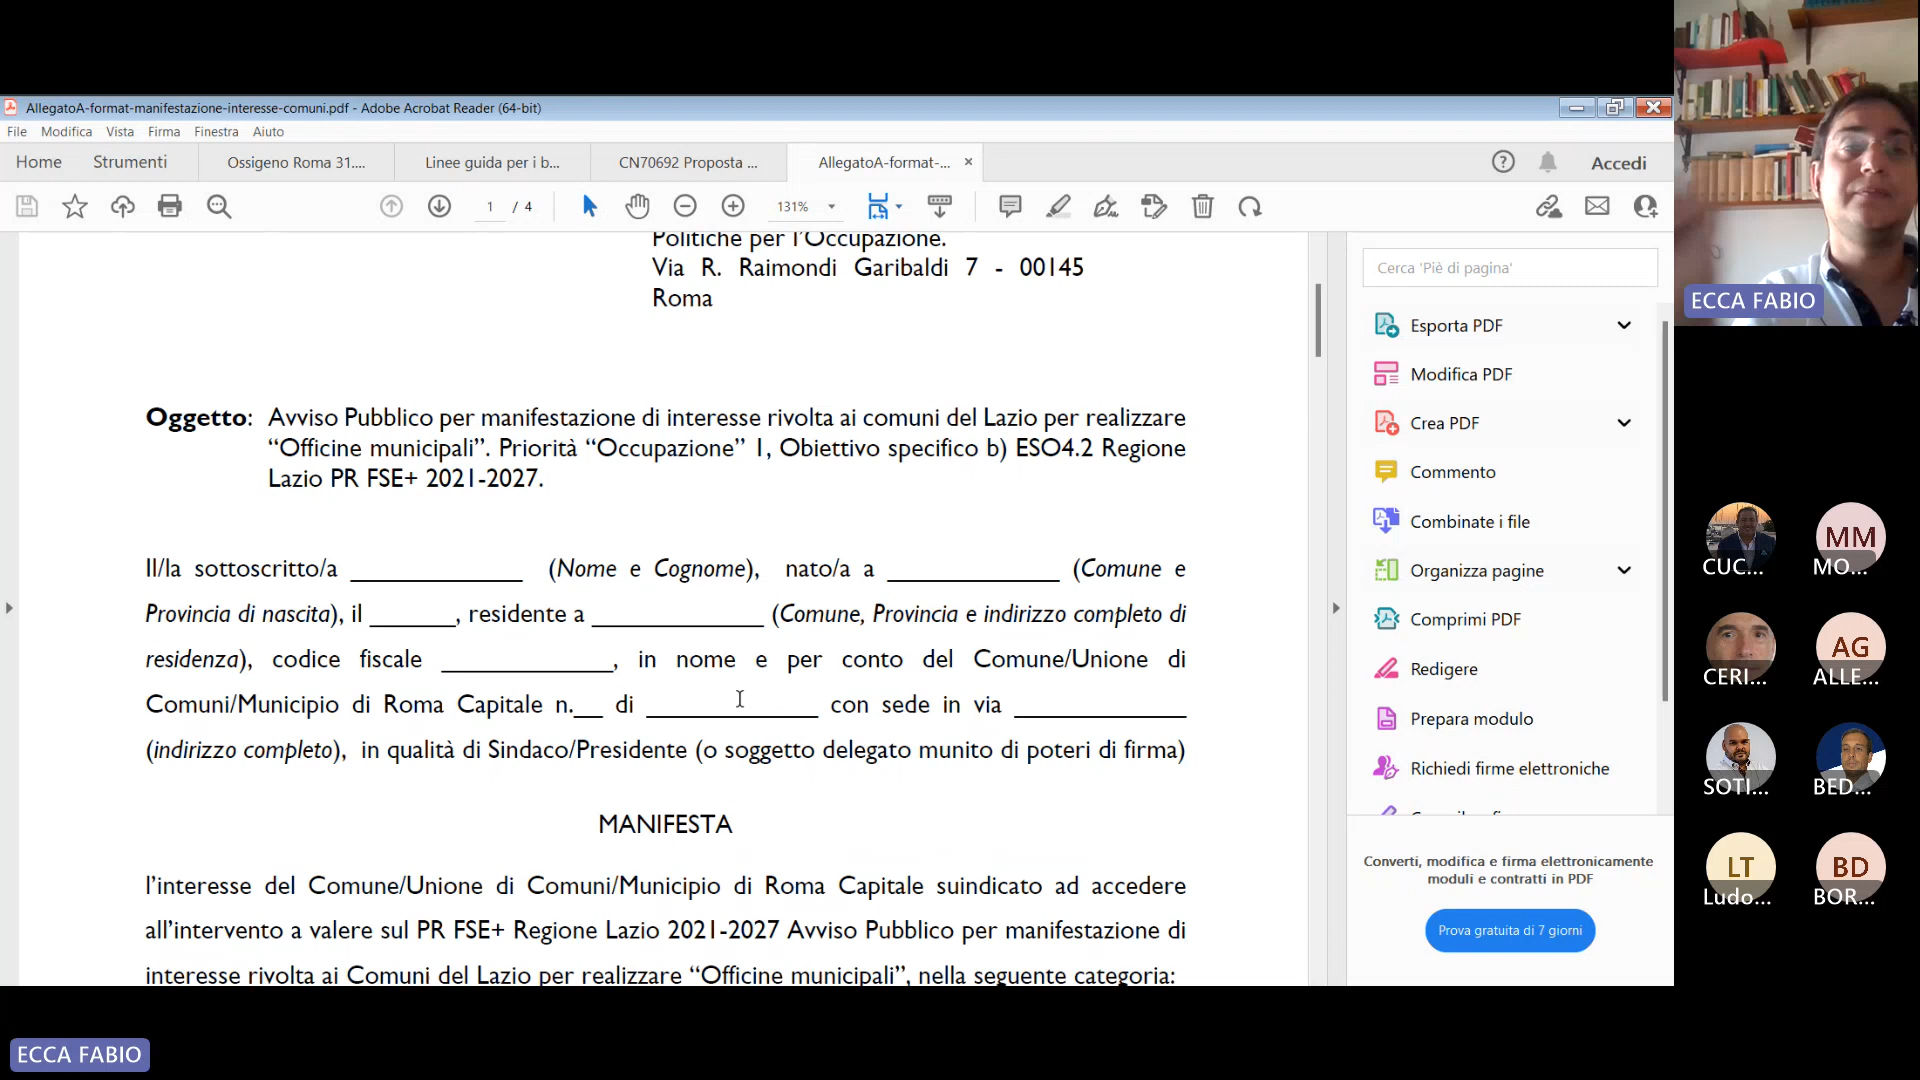 AllegatoA-format-manifestazione-interesse-comuni.pdf - Adobe Acrobat Reader (64-bit)
File Modifica Vista Firma Finestra Aiuto
Home Strumenti Ossigeno Roma 31.... Linee guida per i b... CN70692 Proposta ... AllegatoA-format-... × Accedi
1 / 4 131%
Politiche per l'Occupazione.
Via R. Raimondi Garibaldi 7 - 00145
Roma
Oggetto: Avviso Pubblico per manifestazione di interesse rivolta ai comuni del Lazio per realizzare
“Officine municipali”. Priorità “Occupazione” 1, Obiettivo specifico b) ESO4.2 Regione
Lazio PR FSE+ 2021-2027.
Il/la sottoscritto/a ______________ (Nome e Cognome), nato/a a ______________ (Comune e
Provincia di nascita), il _______, residente a ______________ (Comune, Provincia e indirizzo completo di
residenza), codice fiscale ______________, in nome e per conto del Comune/Unione di
Comuni/Municipio di Roma Capitale n.__ di ______________ con sede in via ______________
(indirizzo completo), in qualità di Sindaco/Presidente (o soggetto delegato munito di poteri di firma)
MANIFESTA
l'interesse del Comune/Unione di Comuni/Municipio di Roma Capitale suindicato ad accedere
all'intervento a valere sul PR FSE+ Regione Lazio 2021-2027 Avviso Pubblico per manifestazione di
interesse rivolta ai Comuni del Lazio per realizzare “Officine municipali”, nella seguente categoria:
Cerca 'Piè di pagina'
Esporta PDF
Modifica PDF
Crea PDF
Commento
Combinate i file
Organizza pagine
Comprimi PDF
Redigere
Prepara modulo
Richiedi firme elettroniche
Converti, modifica e firma elettronicamente
moduli e contratti in PDF
Prova gratuita di 7 giorni
ECCA FABIO
CUC...
MM
MO...
CERI...
AG
ALLE...
SOTI...
BED...
LT
Ludo...
BD
BOR...
ECCA FABIO